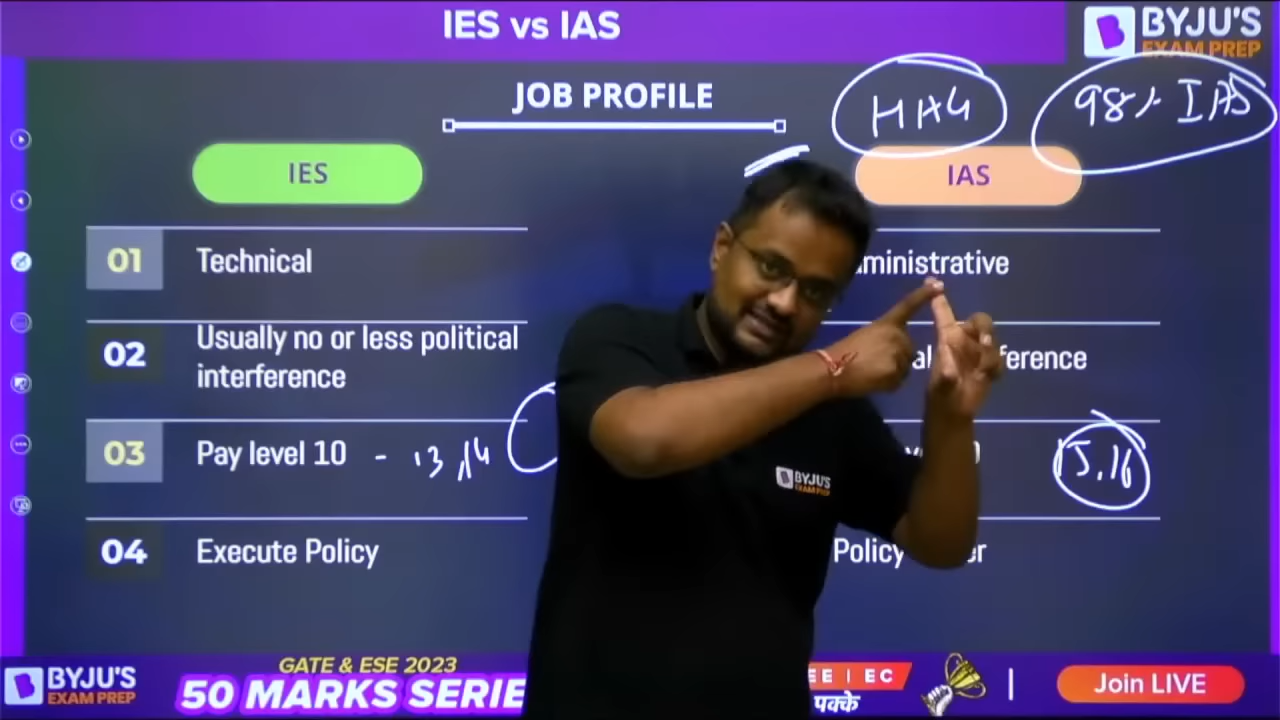 IES vs IAS
BYJU'S
EXAM PREP
JOB PROFILE
HAG
98% IAS
IES
IAS
01 Technical
ministrative
02 Usually no or less political
interference
ference
03 Pay level 10 - 13,14
15,16
04 Execute Policy
Policy
BYJU'S
EXAM PREP
GATE & ESE 2023
50 MARKS SERIE
EE | EC
पक्के
Join LIVE
BYJU'S
EXAM PREP